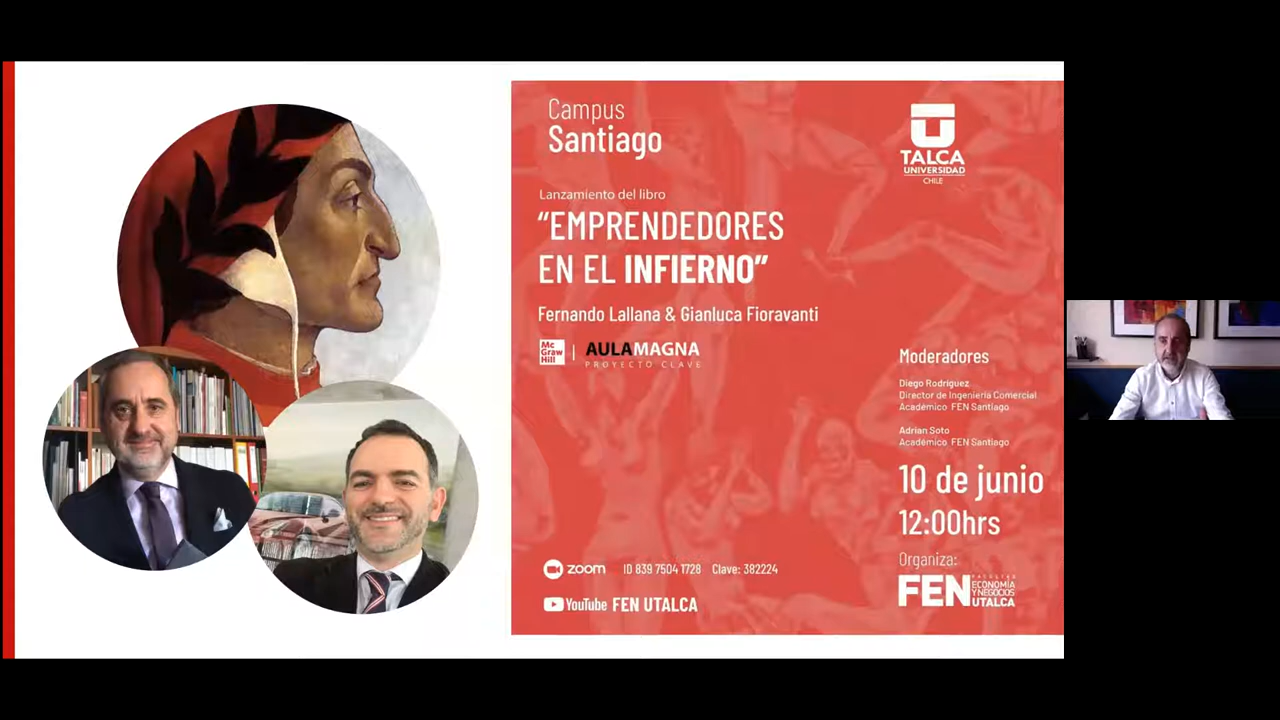 Campus
Santiago
TALCA
UNIVERSIDAD
CHILE
Lanzamiento del libro
“EMPRENDEDORES
EN EL INFIERNO”
Fernando Lallana & Gianluca Fioravanti
Mc
Graw
Hill
AULAMAGNA
PROYECTO CLAVE
Moderadores
Diego Rodríguez
Director de Ingeniería Comercial
Académico FEN Santiago
Adrian Soto
Académico FEN Santiago
10 de junio
12:00hrs
Organiza:
FEN
FACULTAD
ECONOMÍA
Y NEGOCIOS
UTALCA
zoom ID 839 7504 1728 Clave: 382224
YouTube FEN UTALCA